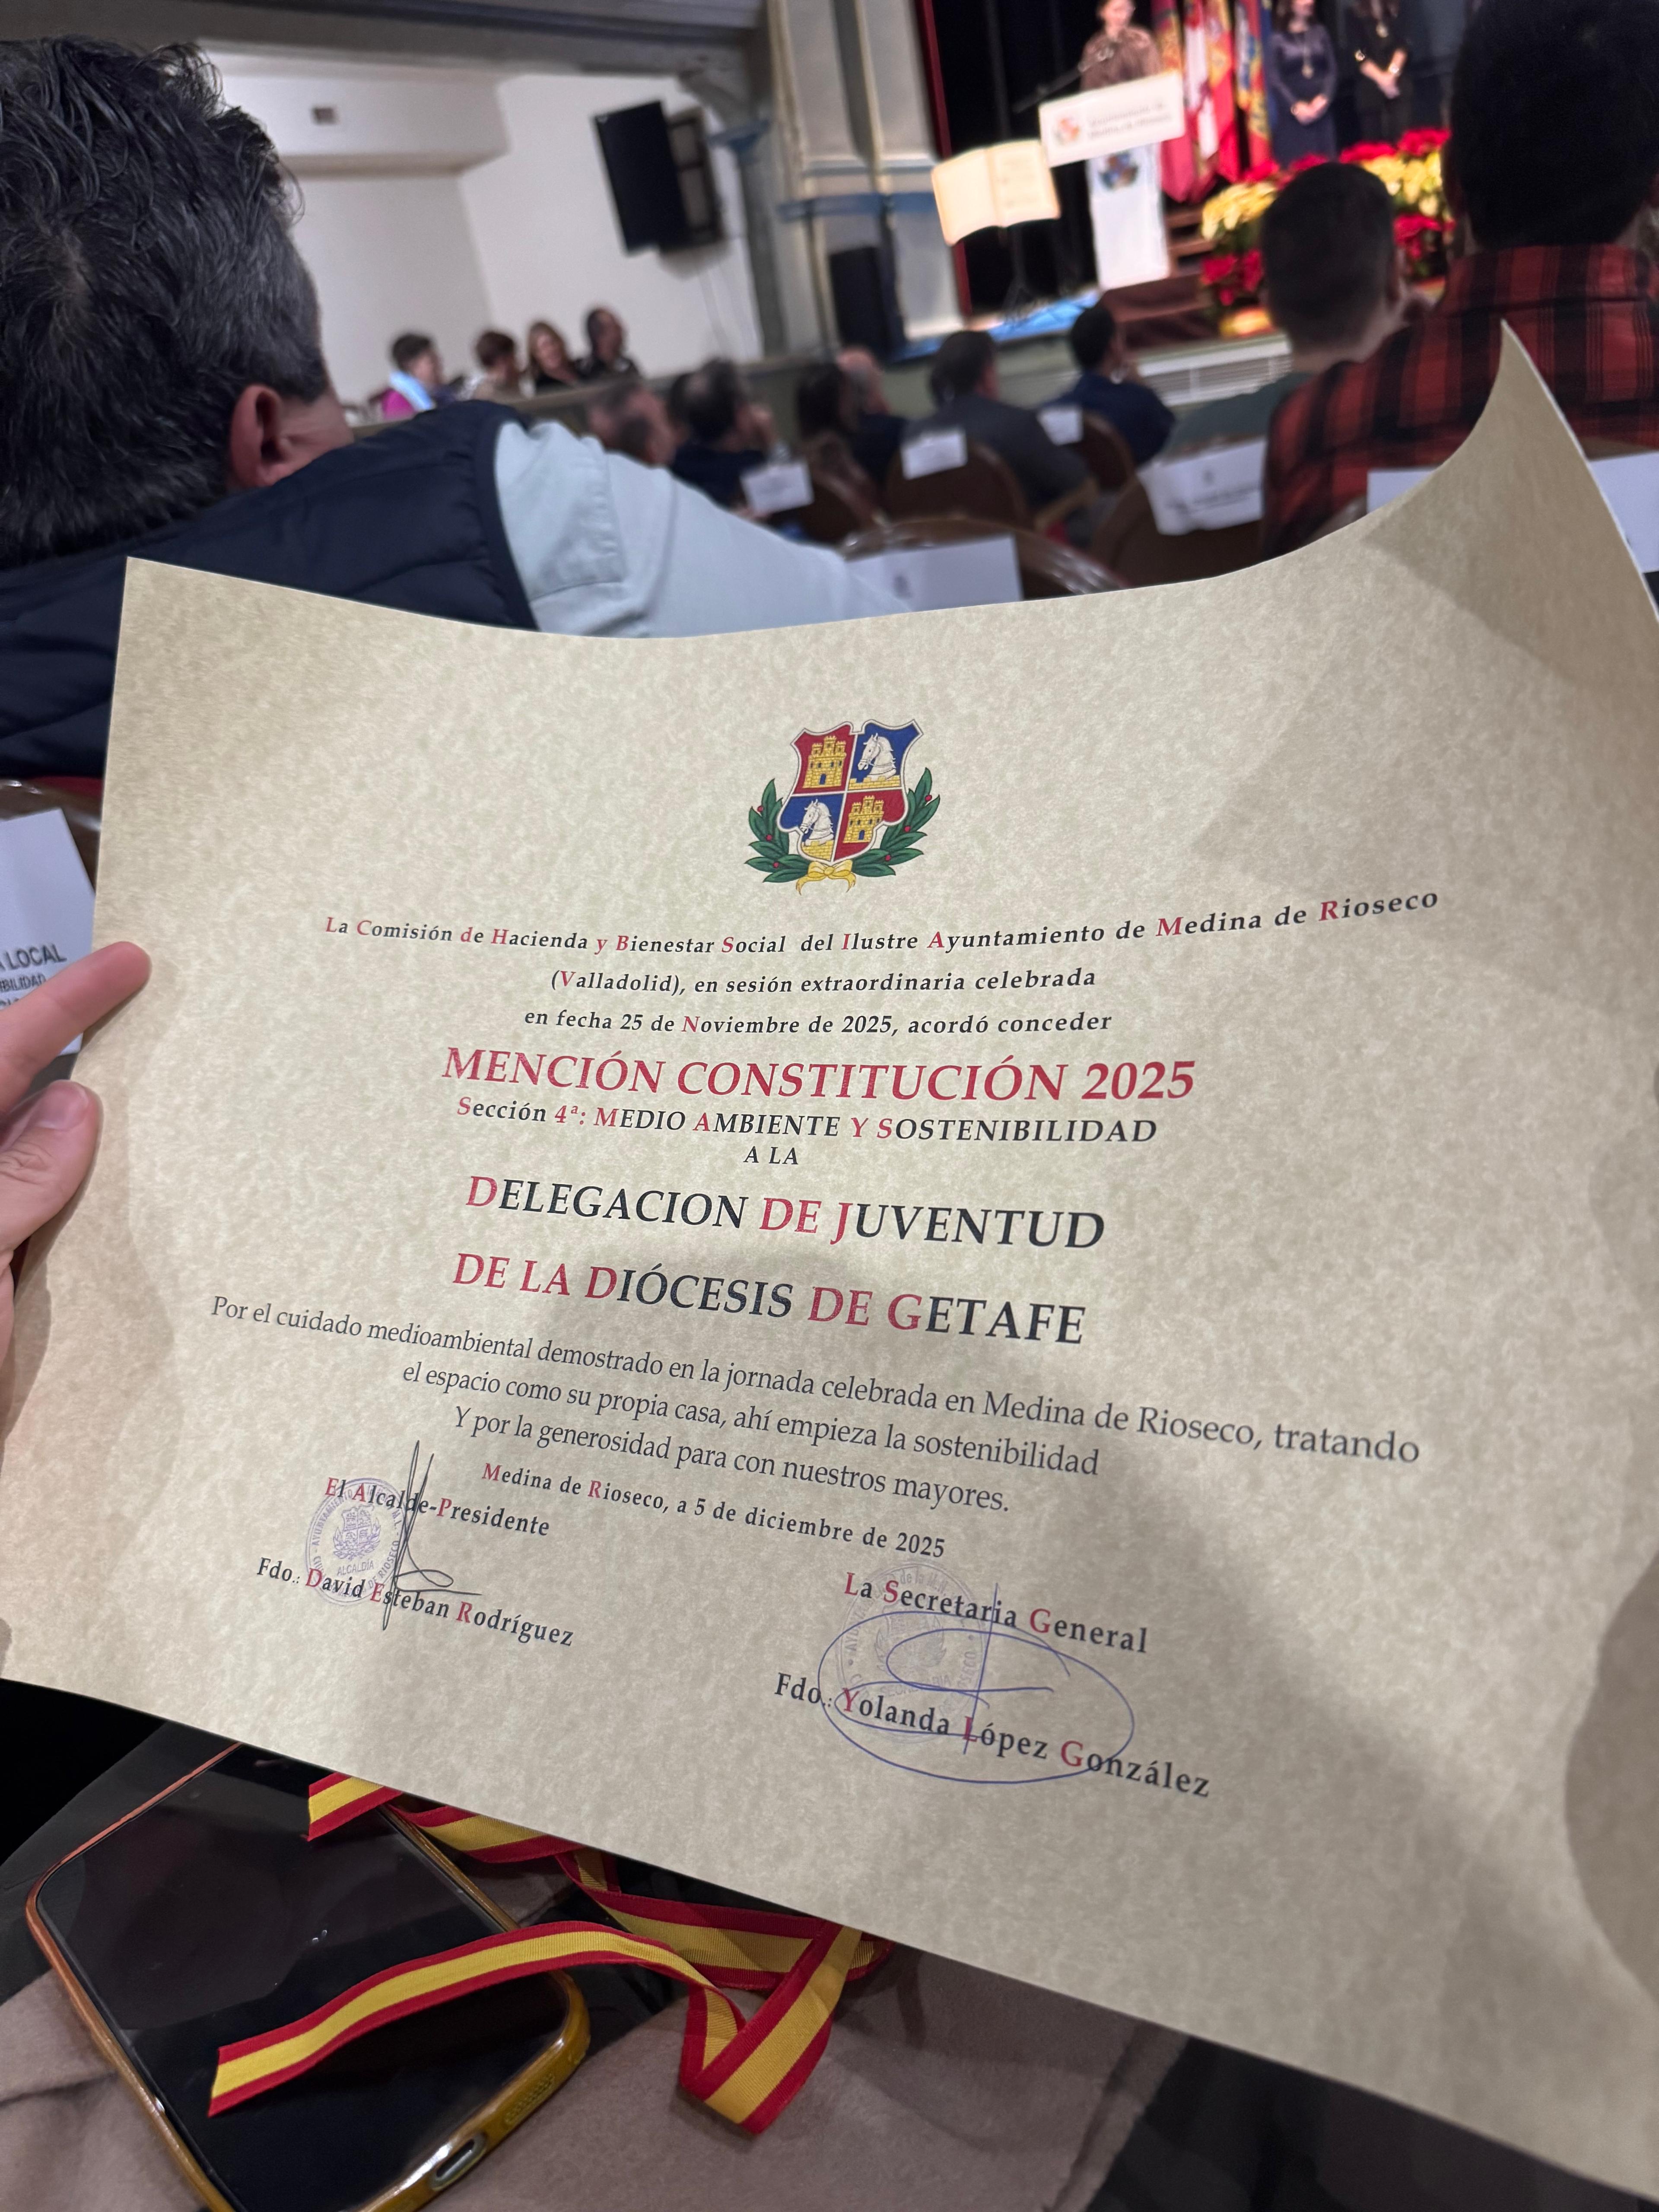 La Comisión de Hacienda y Bienestar Social del Ilustre Ayuntamiento de Medina de Rioseco
(Valladolid), en sesión extraordinaria celebrada
en fecha 25 de Noviembre de 2025, acordó conceder
MENCIÓN CONSTITUCIÓN 2025
Sección 4ª: MEDIO AMBIENTE Y SOSTENIBILIDAD
A LA
DELEGACION DE JUVENTUD
DE LA DIÓCESIS DE GETAFE
Por el cuidado medioambiental demostrado en la jornada celebrada en Medina de Rioseco, tratando
el espacio como su propia casa, ahí empieza la sostenibilidad
Y por la generosidad para con nuestros mayores.
Medina de Rioseco, a 5 de diciembre de 2025
El Alcalde-Presidente
Fdo.: David Esteban Rodríguez
La Secretaria General
Fdo.: Yolanda López González
ALCALDÍA
LOCAL